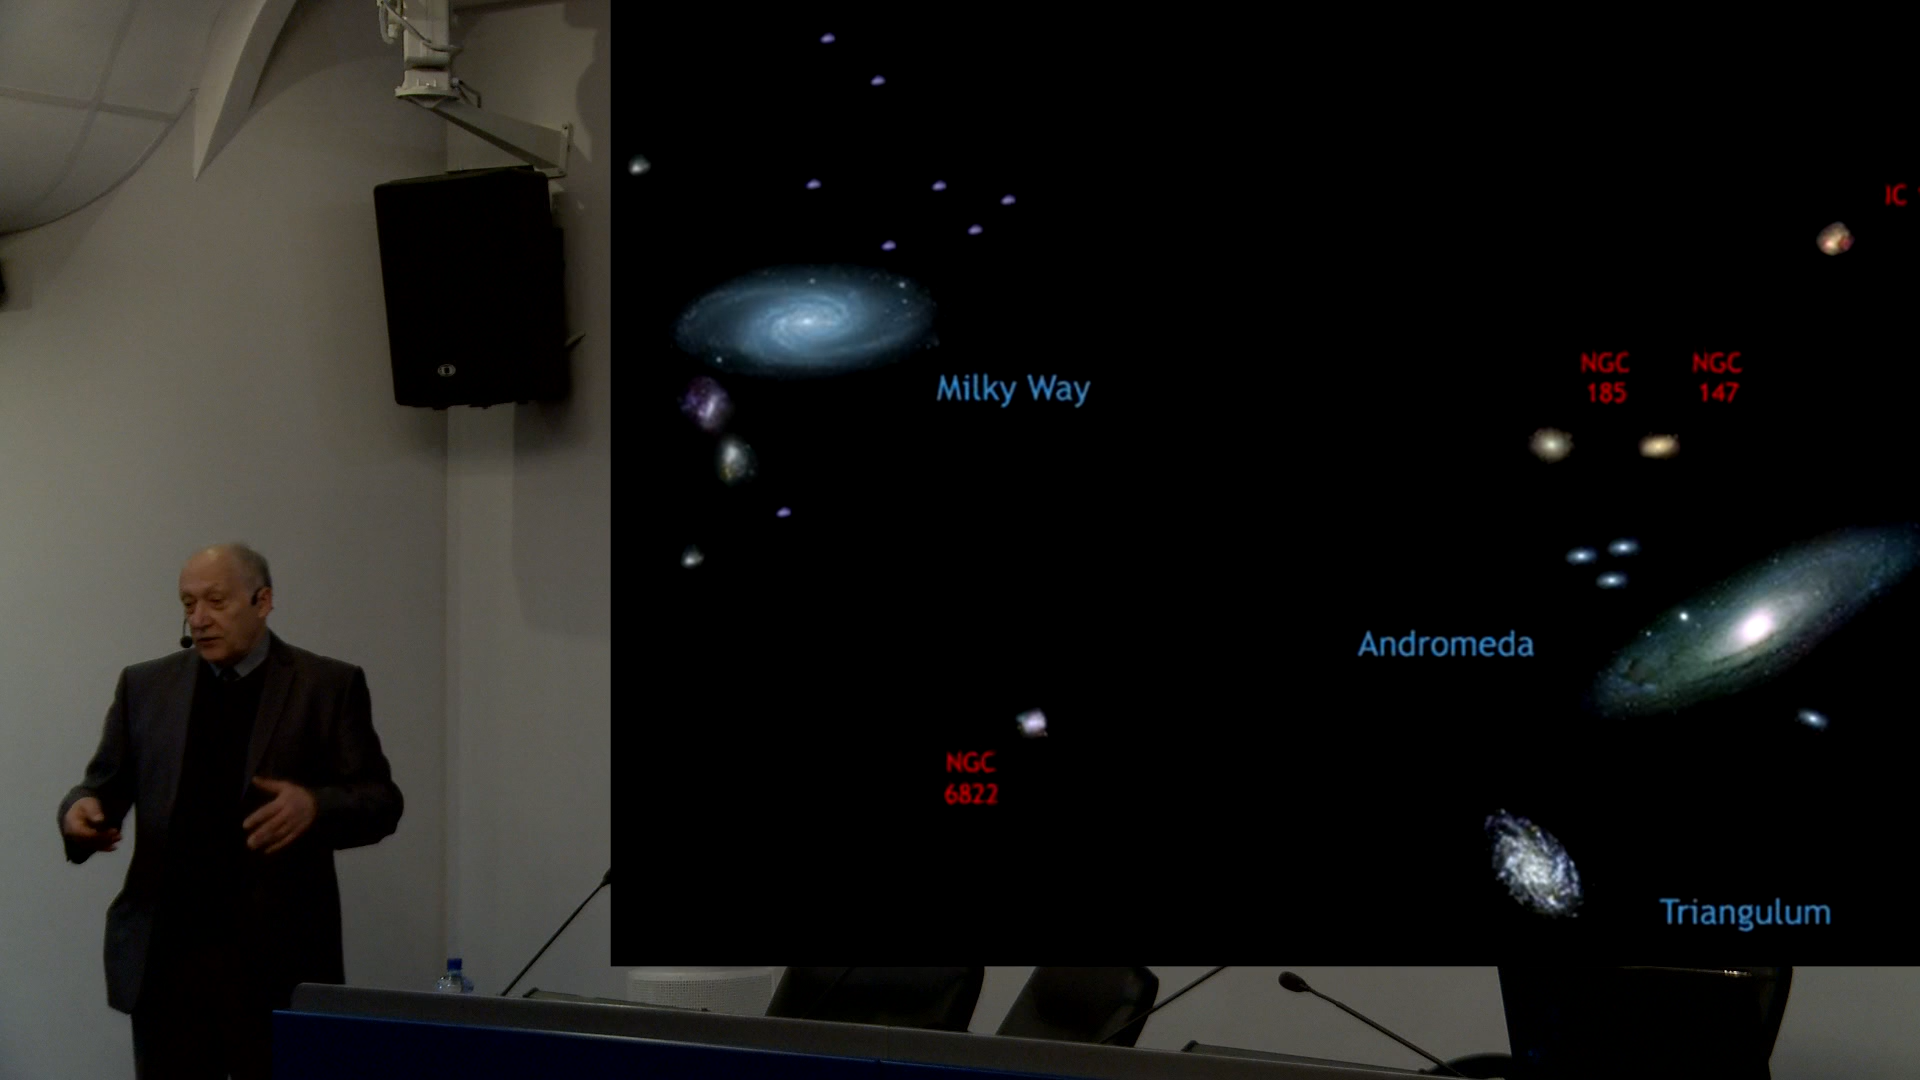 IC
NGC
185
NGC
147
Milky Way
Andromeda
NGC
6822
Triangulum